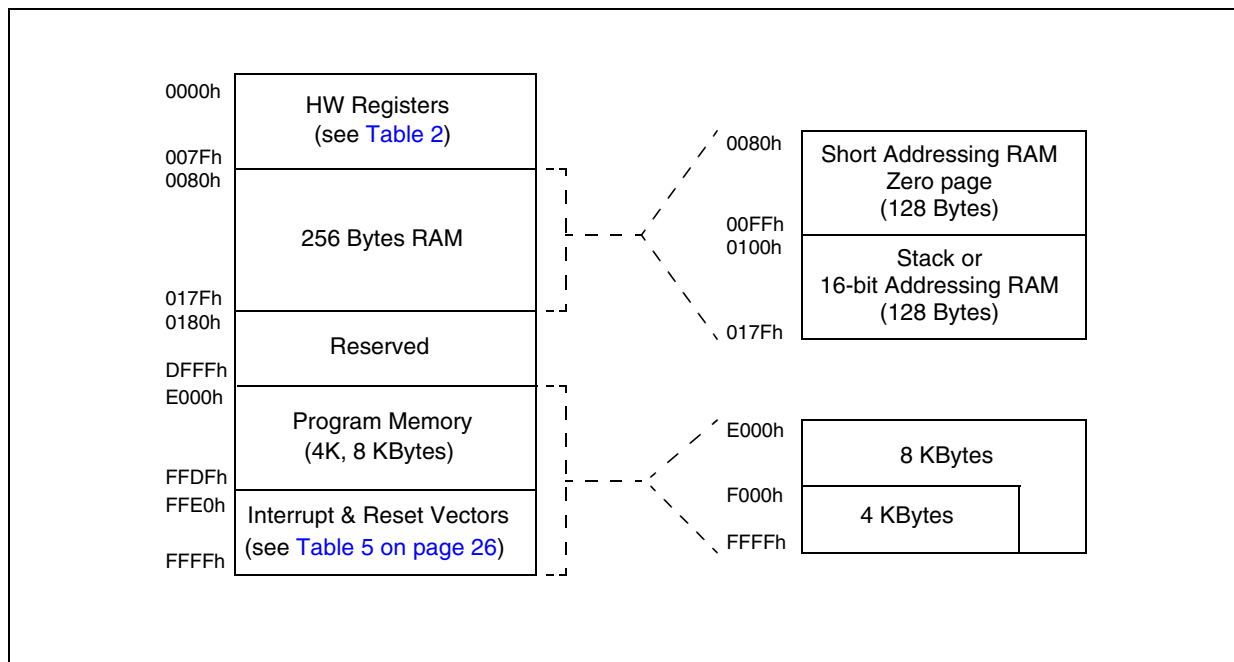 0000h
HW Registers
(see Table 2)
007Fh
0080h
256 Bytes RAM
017Fh
0180h
Reserved
DFFFh
E000h
Program Memory
(4K, 8 KBytes)
FFDFh
FFE0h
Interrupt & Reset Vectors
(see Table 5 on page 26)
FFFFh
0080h
Short Addressing RAM
Zero page
(128 Bytes)
00FFh
0100h
Stack or
16-bit Addressing RAM
(128 Bytes)
017Fh
E000h
8 KBytes
F000h
4 KBytes
FFFFh